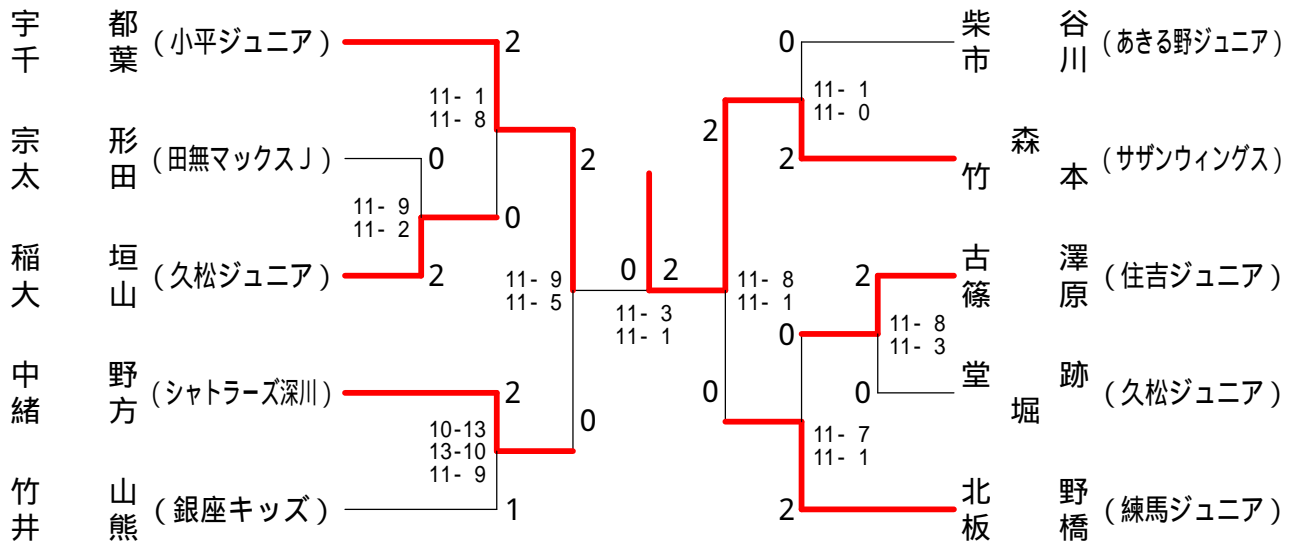 宇 都
千 葉
(小平ジュニア)
2
11- 1
11- 8
宗 形
太 田
(田無マックスJ)
0
11- 9
11- 2
0
稲 垣
大 山
(久松ジュニア)
2
2
11- 9
11- 5
中 野
緒 方
(シャトラーズ深川)
2
10-13
13-10
11- 9
0
竹 山
井 熊
(銀座キッズ)
1
0 2
11- 3
11- 1
0
柴 谷
市 川
(あきる野ジュニア)
11- 1
11- 0
2
2
森
竹 本
(サザンウィングス)
11- 8
11- 1
2
古 澤
篠 原
(住吉ジュニア)
11- 8
11- 3
0
0
0
堂 跡
堀
(久松ジュニア)
11- 7
11- 1
2
北 野
板 橋
(練馬ジュニア)